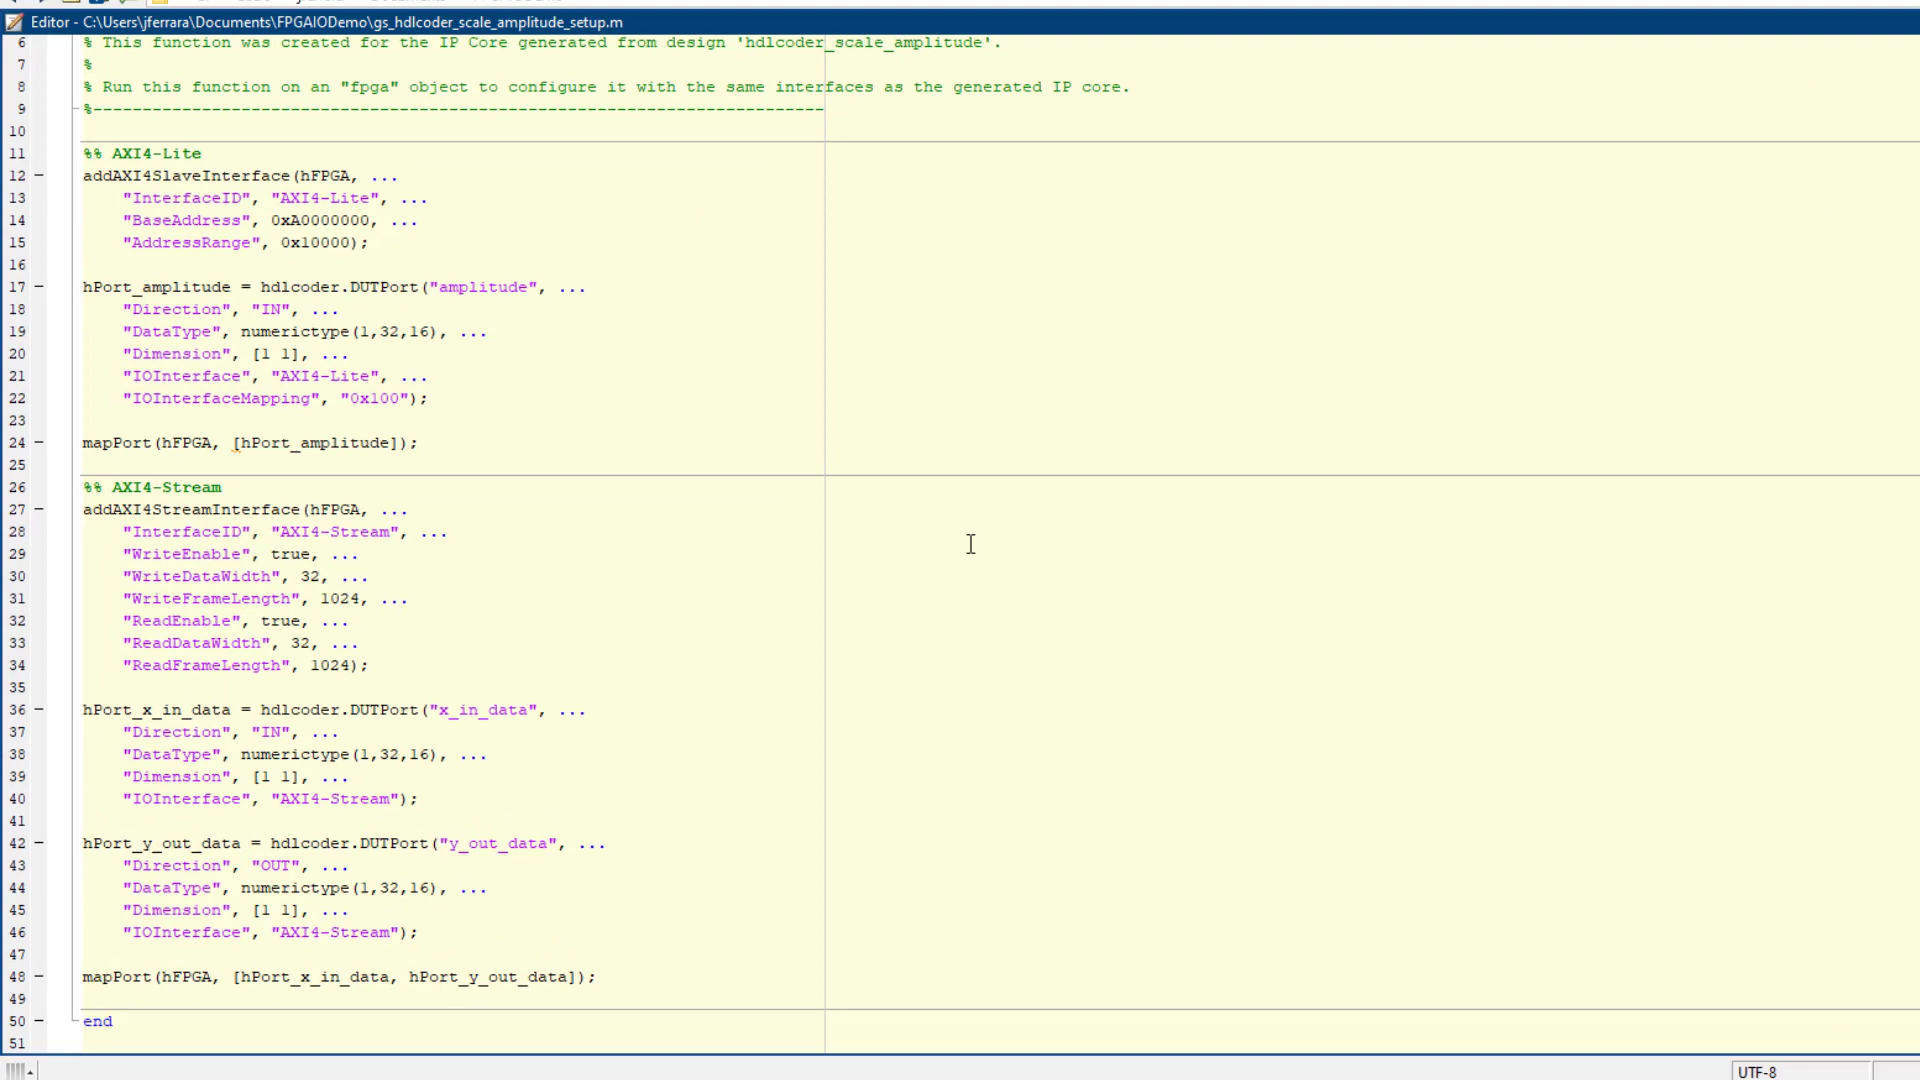 Editor - C:\Users\jferrara\Documents\FPGAIODemo\gs_hdlcoder_scale_amplitude_setup.m
6 % This function was created for the IP Core generated from design 'hdlcoder_scale_amplitude'.
7 %
8 % Run this function on an "fpga" object to configure it with the same interfaces as the generated IP core.
9 %--------------------------------------------------------------------------
10
11 %% AXI4-Lite
12 − addAXI4SlaveInterface(hFPGA, ...
13 "InterfaceID", "AXI4-Lite", ...
14 "BaseAddress", 0xA0000000, ...
15 "AddressRange", 0x10000);
16
17 − hPort_amplitude = hdlcoder.DUTPort("amplitude", ...
18 "Direction", "IN", ...
19 "DataType", numerictype(1,32,16), ...
20 "Dimension", [1 1], ...
21 "IOInterface", "AXI4-Lite", ...
22 "IOInterfaceMapping", "0x100");
23
24 − mapPort(hFPGA, [hPort_amplitude]);
25
26 %% AXI4-Stream
27 − addAXI4StreamInterface(hFPGA, ...
28 "InterfaceID", "AXI4-Stream", ...
29 "WriteEnable", true, ...
30 "WriteDataWidth", 32, ...
31 "WriteFrameLength", 1024, ...
32 "ReadEnable", true, ...
33 "ReadDataWidth", 32, ...
34 "ReadFrameLength", 1024);
35
36 − hPort_x_in_data = hdlcoder.DUTPort("x_in_data", ...
37 "Direction", "IN", ...
38 "DataType", numerictype(1,32,16), ...
39 "Dimension", [1 1], ...
40 "IOInterface", "AXI4-Stream");
41
42 − hPort_y_out_data = hdlcoder.DUTPort("y_out_data", ...
43 "Direction", "OUT", ...
44 "DataType", numerictype(1,32,16), ...
45 "Dimension", [1 1], ...
46 "IOInterface", "AXI4-Stream");
47
48 − mapPort(hFPGA, [hPort_x_in_data, hPort_y_out_data]);
49
50 − end
51
UTF-8